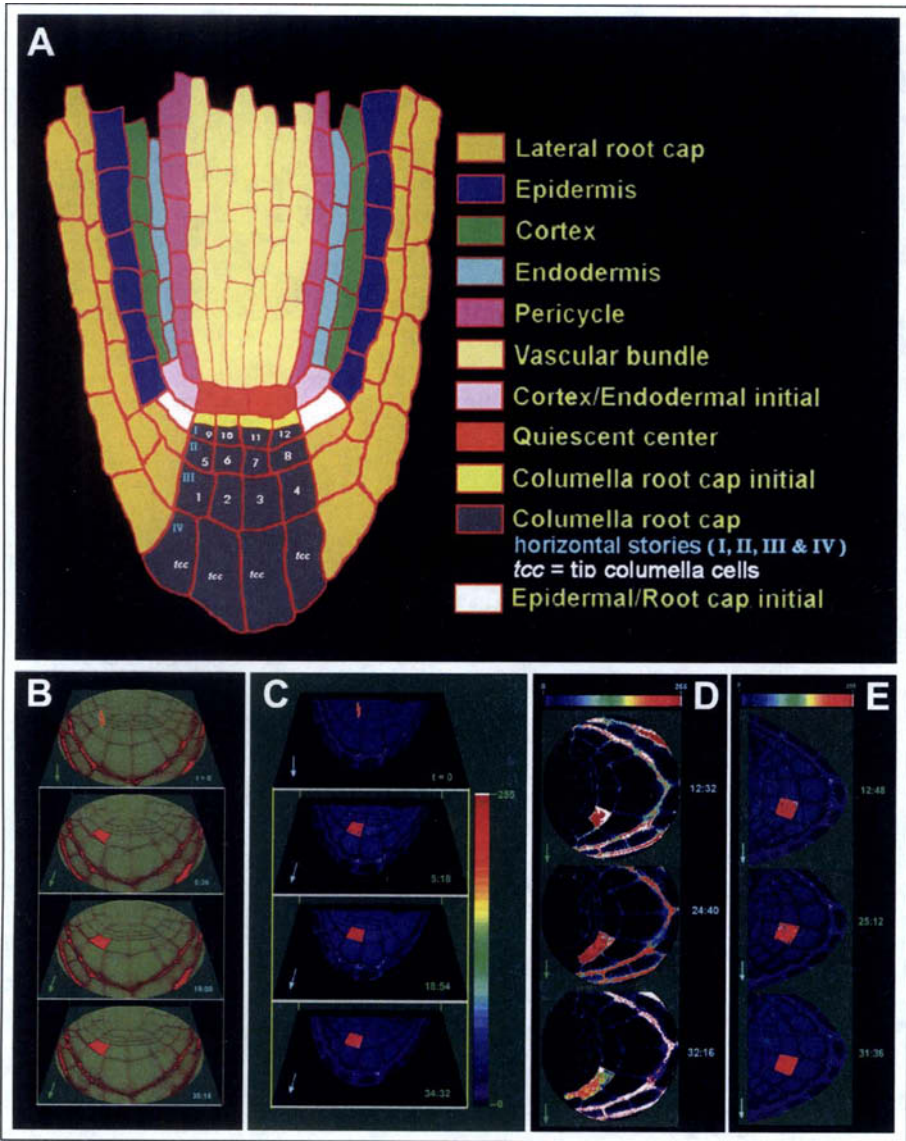 A
Lateral root cap
Epidermis
Cortex
Endodermis
Pericycle
Vascular bundle
Cortex/Endodermal initial
Quiescent center
Columella root cap initial
Columella root cap
horizontal stories (I, II, III & IV)
tcc = tip columella cells
Epidermal/Root cap initial
I 9 10 11 12
II 5 6 7 8
III 1 2 3 4
IV
tcc tcc tcc tcc
B
t = 0
C
t = 0
5:18
18:54
34:32
255
0
D
0
12:32
24:40
32:16
E
12:48
25:12
31:36